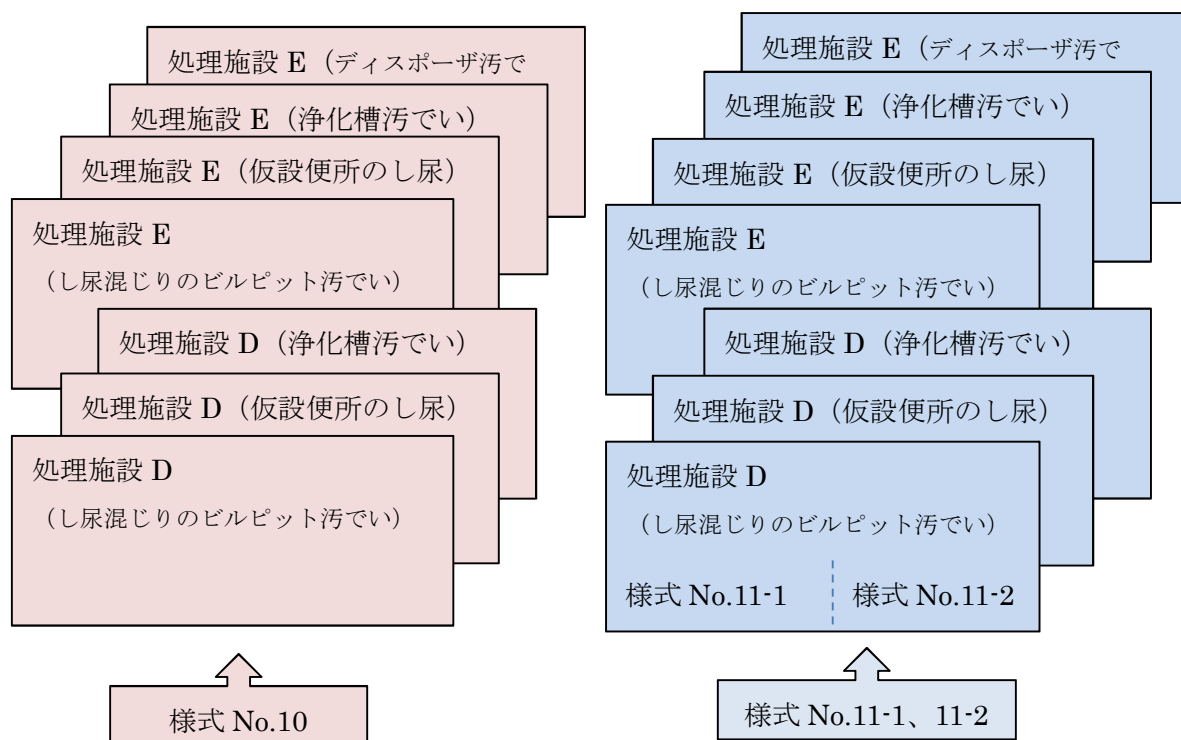 処理施設 E（ディスポーザ汚で
処理施設 E（浄化槽汚でい）
処理施設 E（仮設便所のし尿）
処理施設 E
（し尿混じりのビルピット汚でい）
処理施設 D（浄化槽汚でい）
処理施設 D（仮設便所のし尿）
処理施設 D
（し尿混じりのビルピット汚でい）
様式 No.10
処理施設 E（ディスポーザ汚で
処理施設 E（浄化槽汚でい）
処理施設 E（仮設便所のし尿）
処理施設 E
（し尿混じりのビルピット汚でい）
処理施設 D（浄化槽汚でい）
処理施設 D（仮設便所のし尿）
処理施設 D
（し尿混じりのビルピット汚でい）
様式 No.11-1 様式 No.11-2
様式 No.11-1、11-2